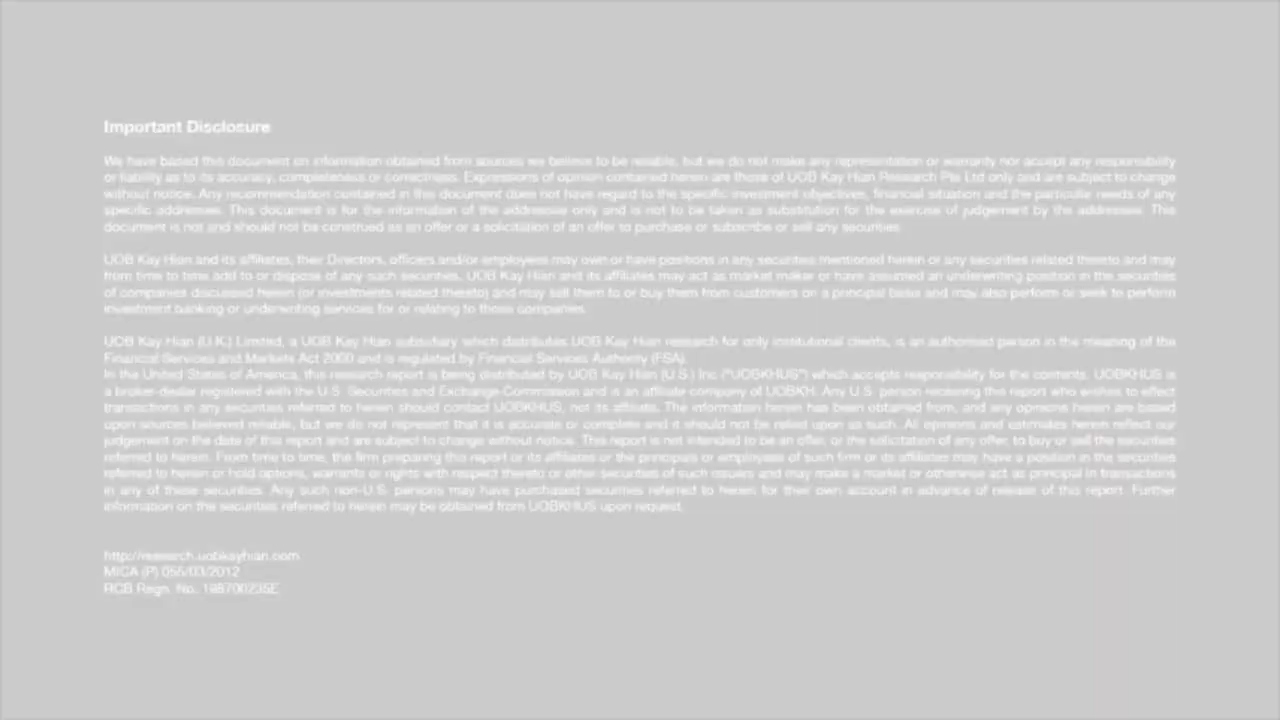 Important Disclosure
We have based this document on information obtained from sources we believe to be reliable, but we do not make any representation or warranty nor accept any responsibility
or liability as to its accuracy, completeness or correctness. Expressions of opinion contained herein are those of UOB Kay Hian Research Pte Ltd only and are subject to change
without notice. Any recommendation contained in this document does not have regard to the specific investment objectives, financial situation and the particular needs of any
specific addressee. This document is for the information of the addressee only and is not to be taken as substitution for the exercise of judgement by the addressee. This
document is not and should not be construed as an offer or a solicitation of an offer to purchase or subscribe or sell any securities.
UOB Kay Hian and its affiliates, their Directors, officers and/or employees may own or have positions in any securities mentioned herein or any securities related thereto and may
from time to time add to or dispose of any such securities. UOB Kay Hian and its affiliates may act as market maker or have assumed an underwriting position in the securities
of companies discussed herein (or investments related thereto) and may sell them to or buy them from customers on a principal basis and may also perform or seek to perform
investment banking or underwriting services for or relating to those companies.
UOB Kay Hian (U.K.) Limited, a UOB Kay Hian subsidiary which distributes UOB Kay Hian research for only institutional clients, is an authorised person in the meaning of the
Financial Services and Markets Act 2000 and is regulated by Financial Services Authority (FSA).
In the United States of America, this research report is being distributed by UOB Kay Hian (U.S.) Inc ("UOBKHUS") which accepts responsibility for the contents. UOBKHUS is
a broker-dealer registered with the U.S. Securities and Exchange Commission and is an affiliate company of UOBKH. Any U.S. person receiving this report who wishes to effect
transactions in any securities referred to herein should contact UOBKHUS, not its affiliate. The information herein has been obtained from, and any opinions herein are based
upon sources believed reliable, but we do not represent that it is accurate or complete and it should not be relied upon as such. All opinions and estimates herein reflect our
judgement on the date of this report and are subject to change without notice. This report is not intended to be an offer, or the solicitation of any offer, to buy or sell the securities
referred to herein. From time to time, the firm preparing this report or its affiliates or the principals or employees of such firm or its affiliates may have a position in the securities
referred to herein or hold options, warrants or rights with respect thereto or other securities of such issuers and may make a market or otherwise act as principal in transactions
in any of these securities. Any such non-U.S. persons may have purchased securities referred to herein for their own account in advance of release of this report. Further
information on the securities referred to herein may be obtained from UOBKHUS upon request.
http://research.uobkayhian.com
MICA (P) 055/03/2012
RCB Regn. No. 198700235E